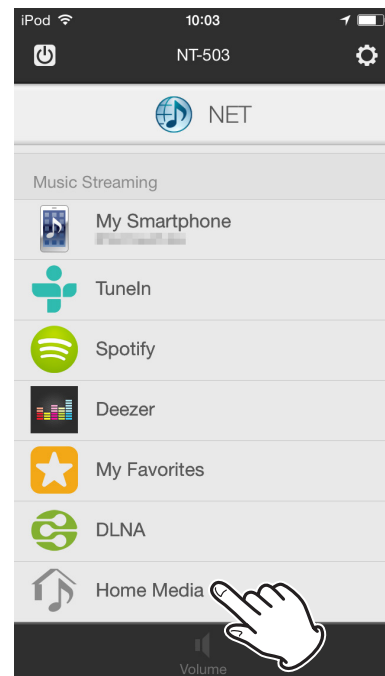 iPod 10:03
NT-503
NET
Music Streaming
My Smartphone
TuneIn
Spotify
Deezer
My Favorites
DLNA
Home Media
Volume